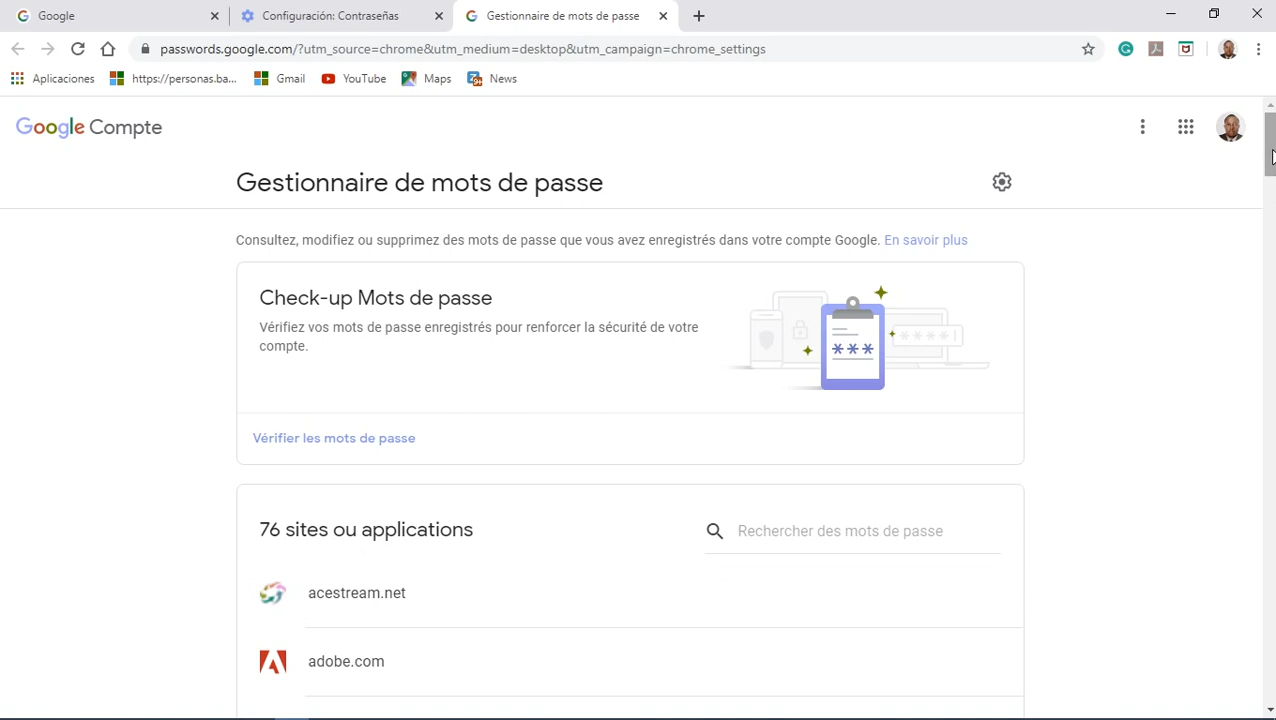 Google
Configuración: Contraseñas
Gestionnaire de mots de passe
passwords.google.com/?utm_source=chrome&utm_medium=desktop&utm_campaign=chrome_settings
Aplicaciones
https://personas.ba...
Gmail
YouTube
Maps
News
Google Compte
Gestionnaire de mots de passe
Consultez, modifiez ou supprimez des mots de passe que vous avez enregistrés dans votre compte Google. En savoir plus
Check-up Mots de passe
Vérifiez vos mots de passe enregistrés pour renforcer la sécurité de votre
compte.
Vérifier les mots de passe
76 sites ou applications
Rechercher des mots de passe
acestream.net
adobe.com